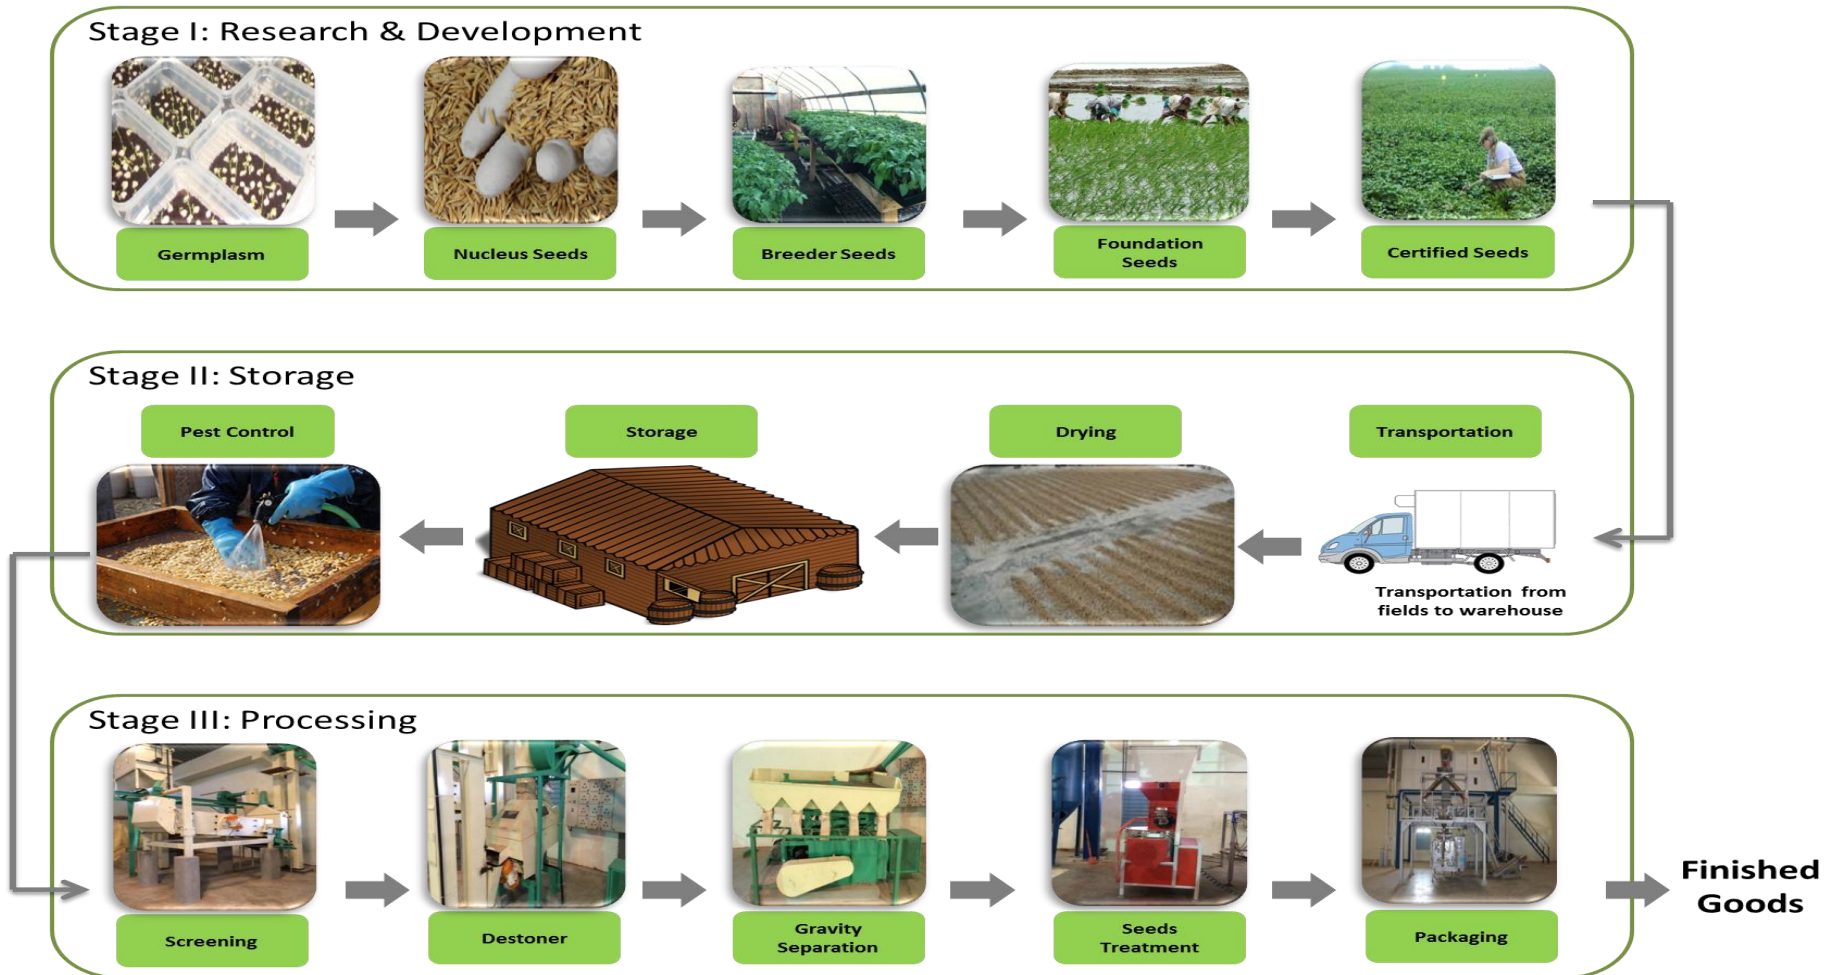 Stage I: Research & Development
Germplasm
Nucleus Seeds
Breeder Seeds
Foundation
Seeds
Certified Seeds
Stage II: Storage
Pest Control
Storage
Drying
Transportation
Transportation from
fields to warehouse
Stage III: Processing
Screening
Destoner
Gravity
Separation
Seeds
Treatment
Packaging
Finished
Goods